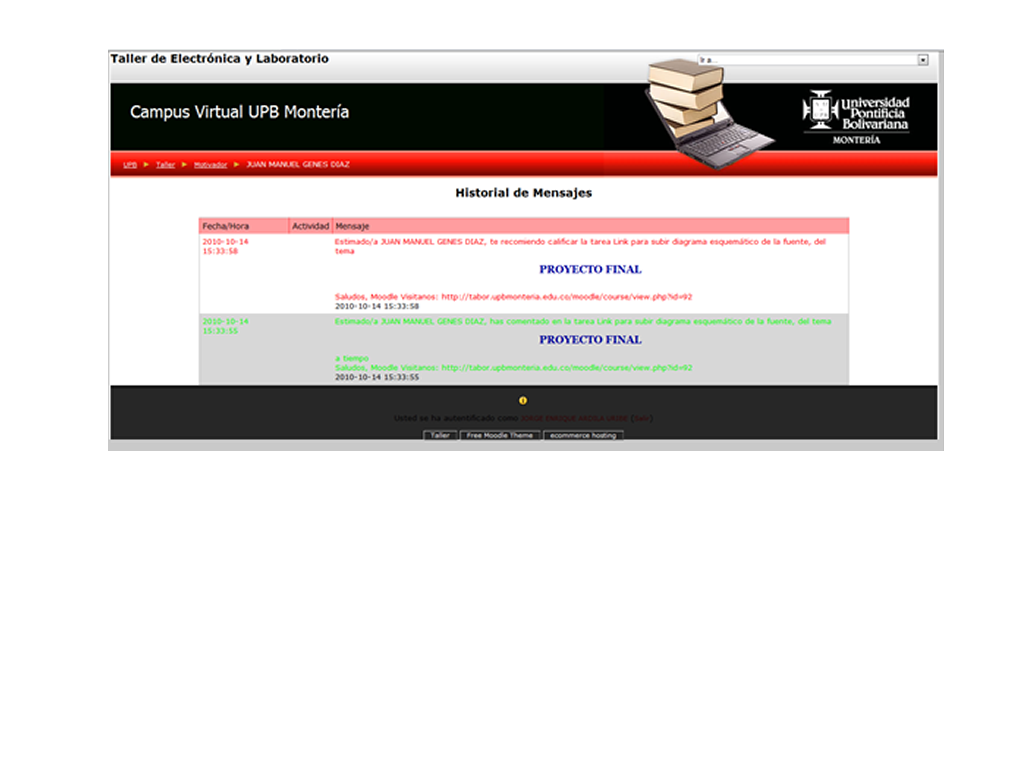 Taller de Electrónica y Laboratorio
Ir a...
Campus Virtual UPB Montería
Universidad
Pontificia
Bolivariana
MONTERÍA
UPB ► Taller ► Motivador ► JUAN MANUEL GENES DIAZ
Historial de Mensajes
Fecha/Hora Actividad Mensaje
2010-10-14 Estimado/a JUAN MANUEL GENES DIAZ, te recomiendo calificar la tarea Link para subir diagrama esquemático de la fuente, del
15:33:58 tema
PROYECTO FINAL
Saludos, Moodle Visitanos: http://tabor.upbmonteria.edu.co/moodle/course/view.php?id=92
2010-10-14 15:33:58
2010-10-14 Estimado/a JUAN MANUEL GENES DIAZ, has comentado en la tarea Link para subir diagrama esquemático de la fuente, del tema
15:33:55
PROYECTO FINAL
a tiempo
Saludos, Moodle Visitanos: http://tabor.upbmonteria.edu.co/moodle/course/view.php?id=92
2010-10-14 15:33:55
Usted se ha autentificado como JORGE ENRIQUE
Taller Free Moodle Theme ecommerce hosting